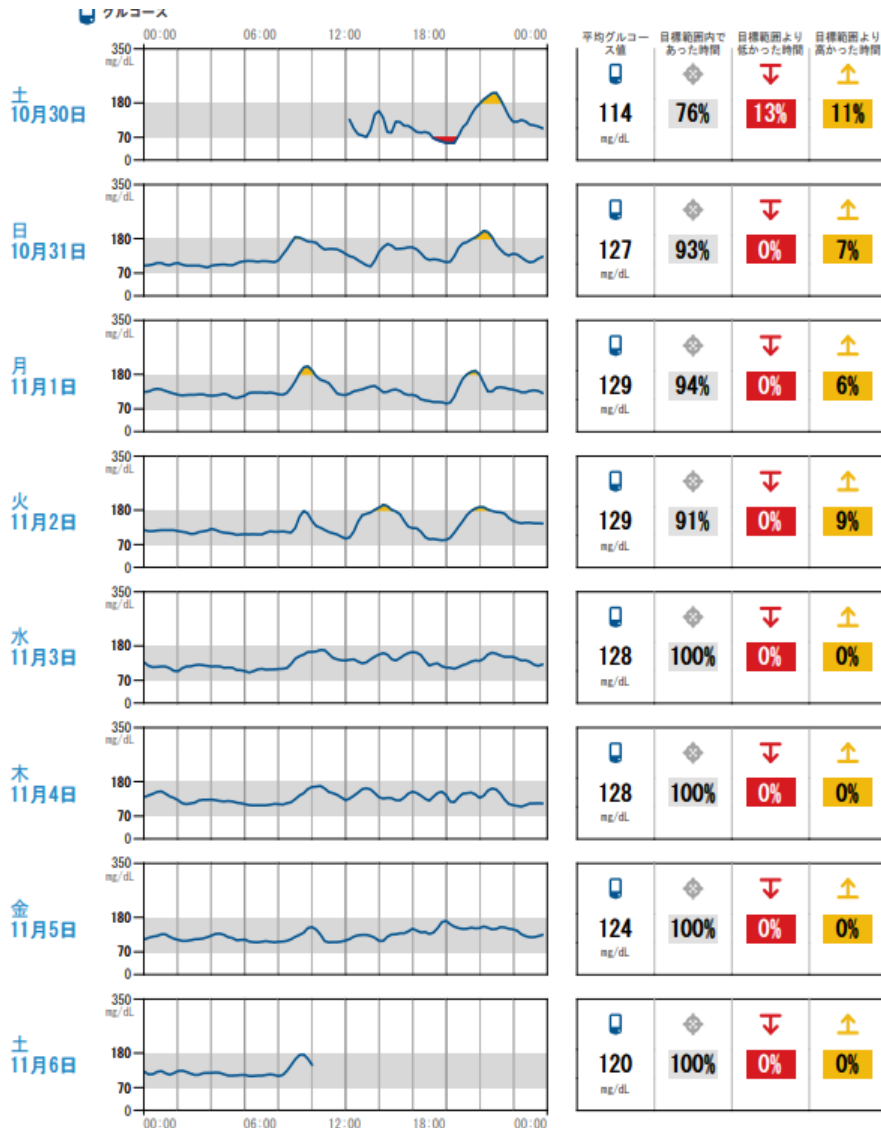 グルコース
00:00 06:00 12:00 18:00 00:00
平均グルコース値 目標範囲内であった時間 目標範囲より低かった時間 目標範囲より高かった時間
土
10月30日
350
mg/dL
180
70
0
114
mg/dL
76%
13%
11%
日
10月31日
350
mg/dL
180
70
0
127
mg/dL
93%
0%
7%
月
11月1日
350
mg/dL
180
70
0
129
mg/dL
94%
0%
6%
火
11月2日
350
mg/dL
180
70
0
129
mg/dL
91%
0%
9%
水
11月3日
350
mg/dL
180
70
0
128
mg/dL
100%
0%
0%
木
11月4日
350
mg/dL
180
70
0
128
mg/dL
100%
0%
0%
金
11月5日
350
mg/dL
180
70
0
124
mg/dL
100%
0%
0%
土
11月6日
350
mg/dL
180
70
0
120
mg/dL
100%
0%
0%
00:00 06:00 12:00 18:00 00:00